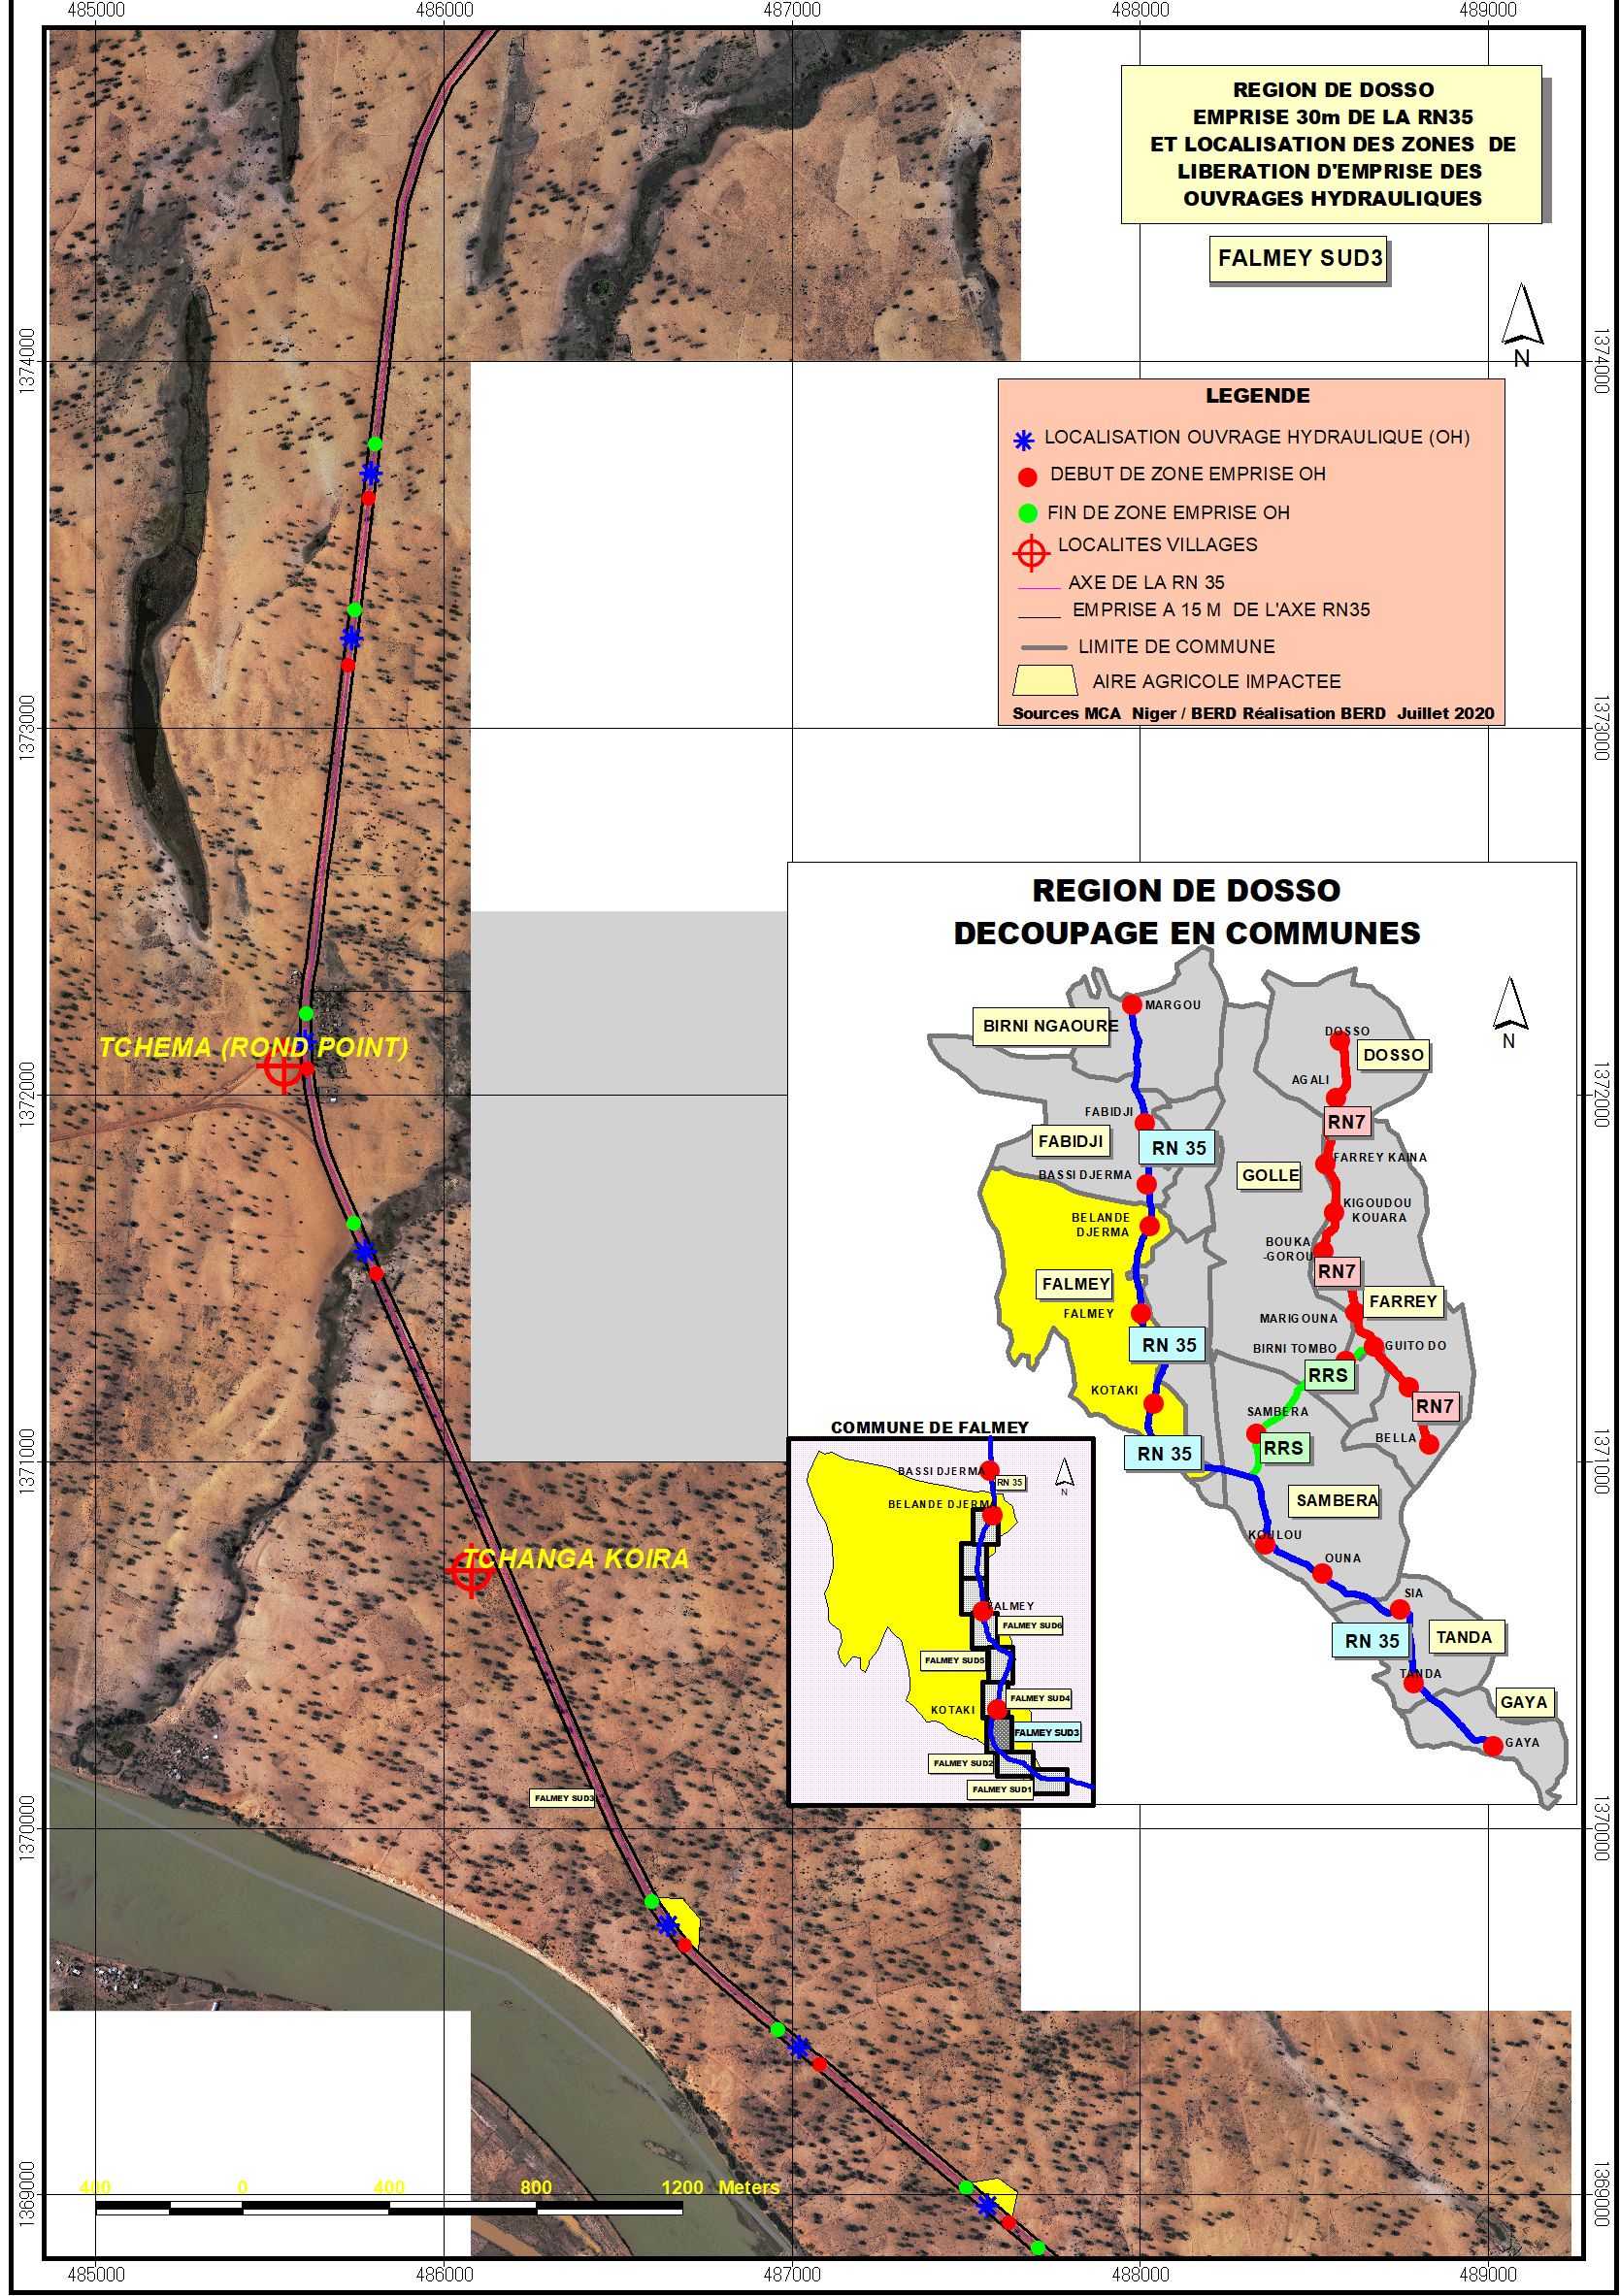 485000
486000
487000
488000
489000
REGION DE DOSSO
EMPRISE 30m DE LA RN35
ET LOCALISATION DES ZONES DE
LIBERATION D'EMPRISE DES
OUVRAGES HYDRAULIQUES
FALMEY SUD3
N
1374000
1374000
LEGENDE
LOCALISATION OUVRAGE HYDRAULIQUE (OH)
DEBUT DE ZONE EMPRISE OH
FIN DE ZONE EMPRISE OH
LOCALITES VILLAGES
AXE DE LA RN 35
EMPRISE A 15 M DE L'AXE RN35
LIMITE DE COMMUNE
AIRE AGRICOLE IMPACTEE
Sources MCA Niger / BERD Réalisation BERD Juillet 2020
1373000
1373000
REGION DE DOSSO
DECOUPAGE EN COMMUNES
MARGOU
BIRNI NGAOURE
DOSSO
DOSSO
N
AGALI
FABIDJI
RN7
FABIDJI
RN 35
FARREY KAINA
BASSI DJERMA
GOLLE
KIGOUDOU
KOUARA
BELANDE
DJERMA
BOUKA
-GOROU
RN7
FALMEY
FARREY
FALMEY
MARIGOUNA
RN 35
BIRNI TOMBO
GUITO DO
RRS
KOTAKI
RN7
SAMBERA
BELLA
RRS
RN 35
SAMBERA
KOULOU
OUNA
SIA
RN 35
TANDA
TANDA
GAYA
GAYA
TCHEMA (ROND POINT)
1372000
1372000
1371000
1371000
COMMUNE DE FALMEY
BASSI DJERMA
RN 35
N
BELANDE DJERM
FALMEY
FALMEY SUD6
FALMEY SUD5
FALMEY SUD4
KOTAKI
FALMEY SUD3
FALMEY SUD2
FALMEY SUD1
TCHANGA KOIRA
FALMEY SUD3
1370000
1370000
400 0 400 800 1200 Meters
1369000
1369000
485000
486000
487000
488000
489000